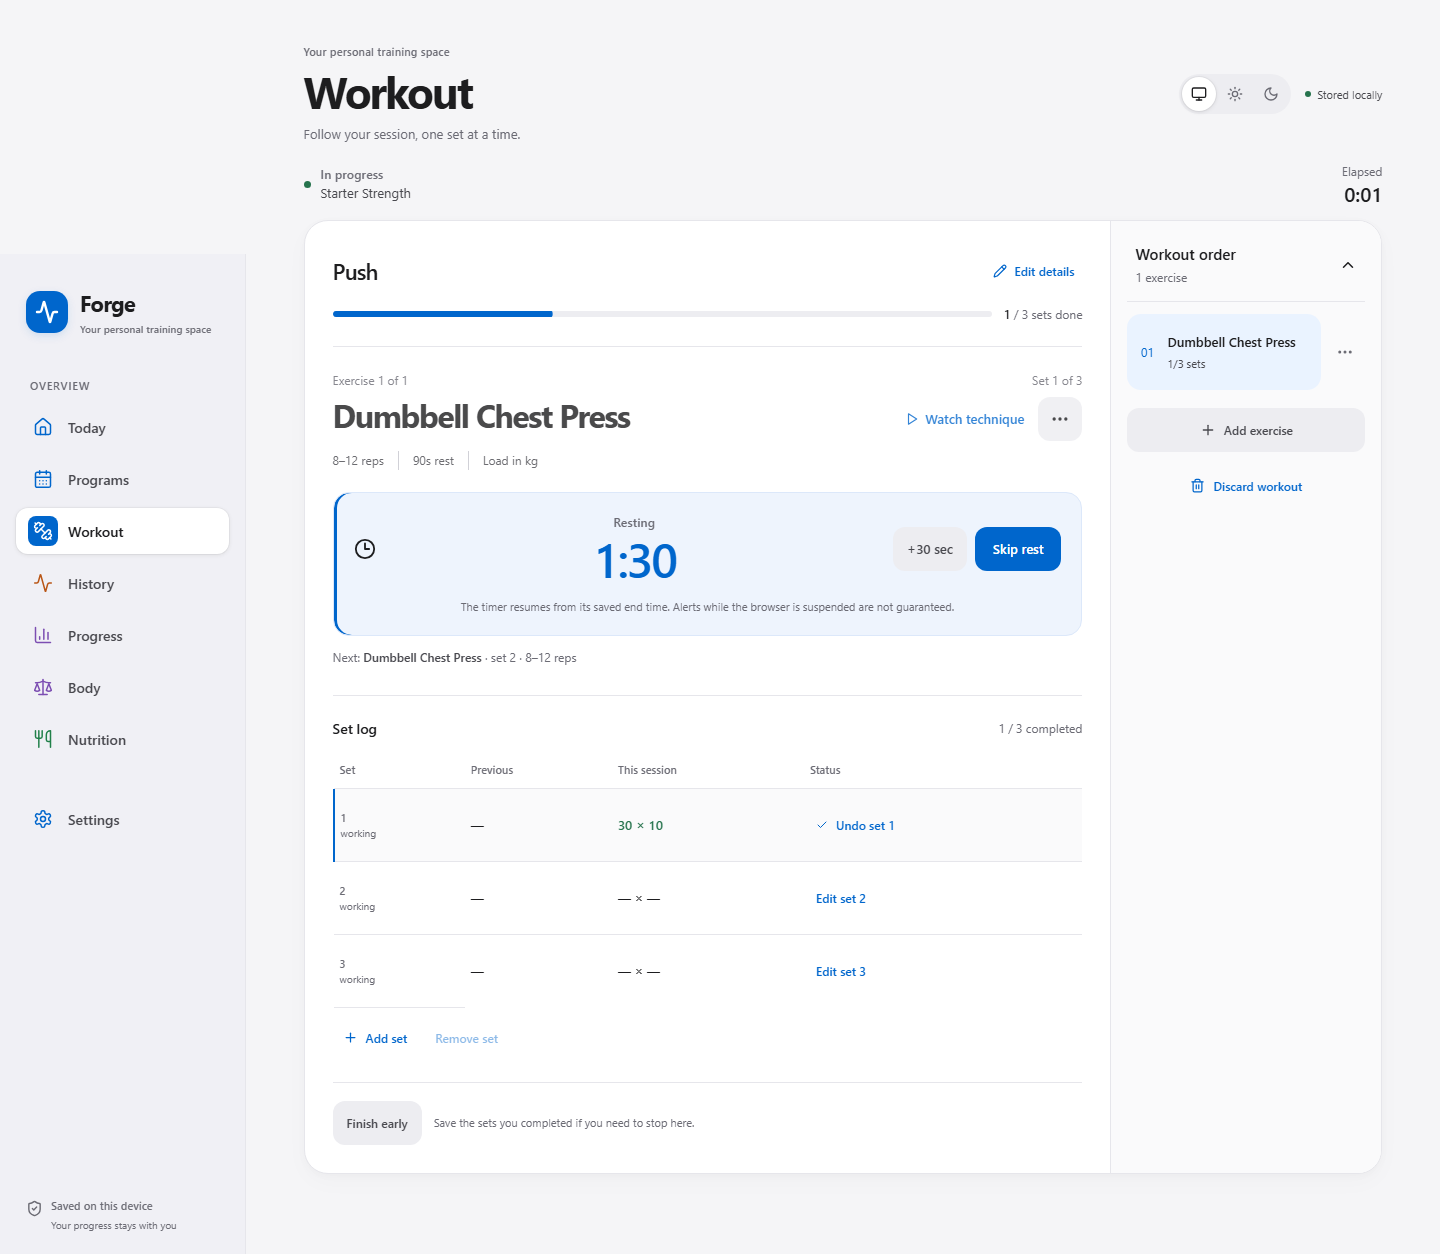 Your personal training space
Workout
Follow your session, one set at a time.
Stored locally
In progress
Starter Strength
Elapsed
0:01
Forge
Your personal training space
OVERVIEW
Today
Programs
Workout
History
Progress
Body
Nutrition
Settings
Saved on this device
Your progress stays with you
Push
Edit details
1 / 3 sets done
Exercise 1 of 1
Set 1 of 3
Dumbbell Chest Press
Watch technique
8–12 reps
90s rest
Load in kg
Resting
1:30
+30 sec
Skip rest
The timer resumes from its saved end time. Alerts while the browser is suspended are not guaranteed.
Next: Dumbbell Chest Press · set 2 · 8–12 reps
Set log
1 / 3 completed
Set Previous This session Status
1
working
— 30 × 10 Undo set 1
2
working
— — × — Edit set 2
3
working
— — × — Edit set 3
Add set
Remove set
Finish early
Save the sets you completed if you need to stop here.
Workout order
1 exercise
01
Dumbbell Chest Press
1/3 sets
Add exercise
Discard workout